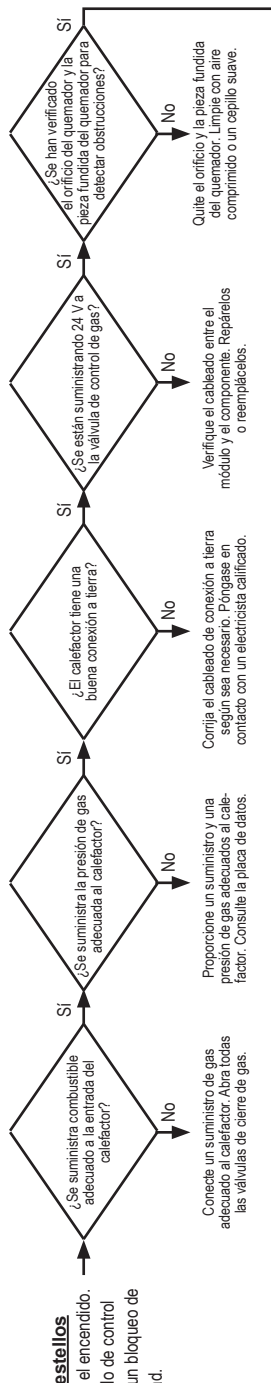 estellos
el encendido.
lo de control
un bloqueo de
d.
¿Se suministra combustible
adecuado a la entrada del
calefactor?
Sí
No
Conecte un suministro de gas
adecuado al calefactor. Abra todas
las válvulas de cierre de gas.
¿Se suministra la presión de gas
adecuada al calefactor?
Sí
No
Proporcione un suministro y una
presión de gas adecuados al cale-
factor. Consulte la placa de datos.
¿El calefactor tiene una
buena conexión a tierra?
Sí
No
Corrija el cableado de conexión a tierra
según sea necesario. Póngase en
contacto con un electricista calificado.
¿Se están suministrando 24 V a
la válvula de control de gas?
Sí
No
Verifique el cableado entre el
módulo y el componente. Repárelos
o reemplácelos.
¿Se han verificado
el orificio del quemador y la
pieza fundida del quemador para
detectar obstrucciones?
Sí
No
Quite el orificio y la pieza fundida
del quemador. Limpie con aire
comprimido o un cepillo suave.